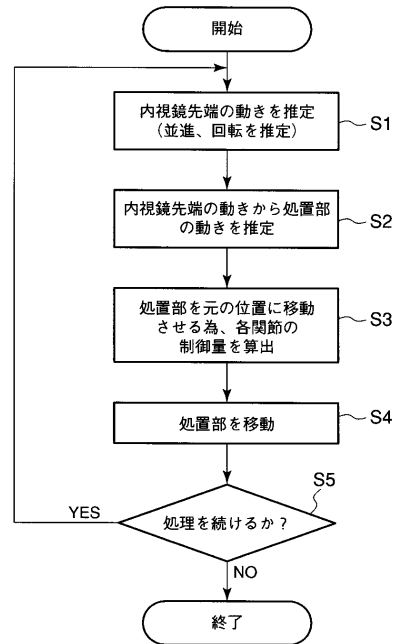 開始
内視鏡先端の動きを推定
(並進、回転を推定)
S1
内視鏡先端の動きから処置部
の動きを推定
S2
処置部を元の位置に移動
させる為、各関節の
制御量を算出
S3
処置部を移動
S4
S5
処理を続けるか?
YES
NO
終了